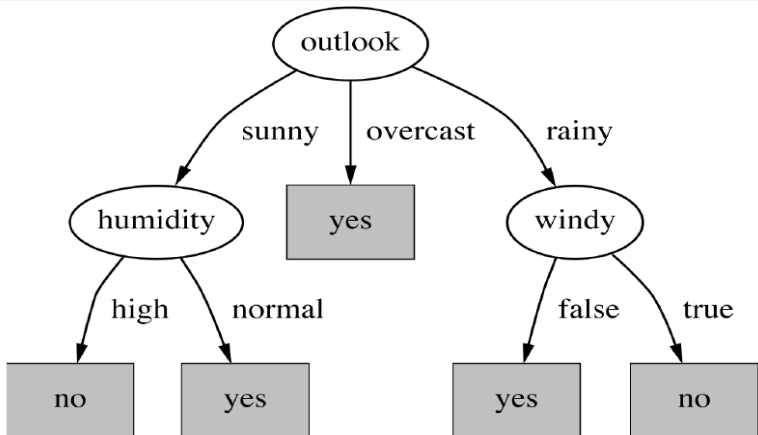 outlook
sunny overcast rainy
humidity yes windy
high normal false true
no yes yes no